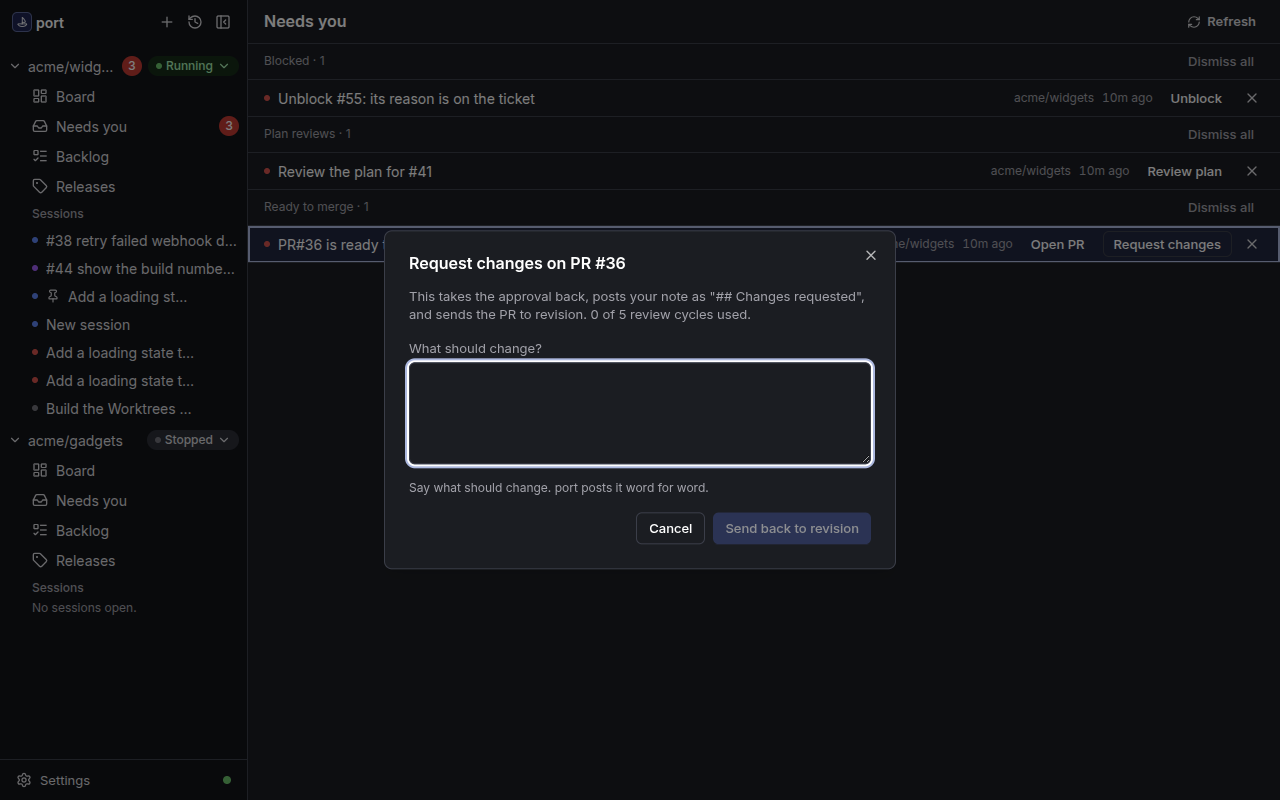 port
acme/widg... 3 Running
Board
Needs you 3
Backlog
Releases
Sessions
#38 retry failed webhook d...
#44 show the build numbe...
Add a loading st...
New session
Add a loading state t...
Add a loading state t...
Build the Worktrees ...
acme/gadgets Stopped
Board
Needs you
Backlog
Releases
Sessions
No sessions open.
Settings
Needs you Refresh
Blocked · 1 Dismiss all
Unblock #55: its reason is on the ticket acme/widgets 10m ago Unblock
Plan reviews · 1 Dismiss all
Review the plan for #41 acme/widgets 10m ago Review plan
Ready to merge · 1 Dismiss all
PR#36 is ready 10m ago Open PR Request changes
Request changes on PR #36
This takes the approval back, posts your note as "## Changes requested",
and sends the PR to revision. 0 of 5 review cycles used.
What should change?
Say what should change. port posts it word for word.
Cancel Send back to revision